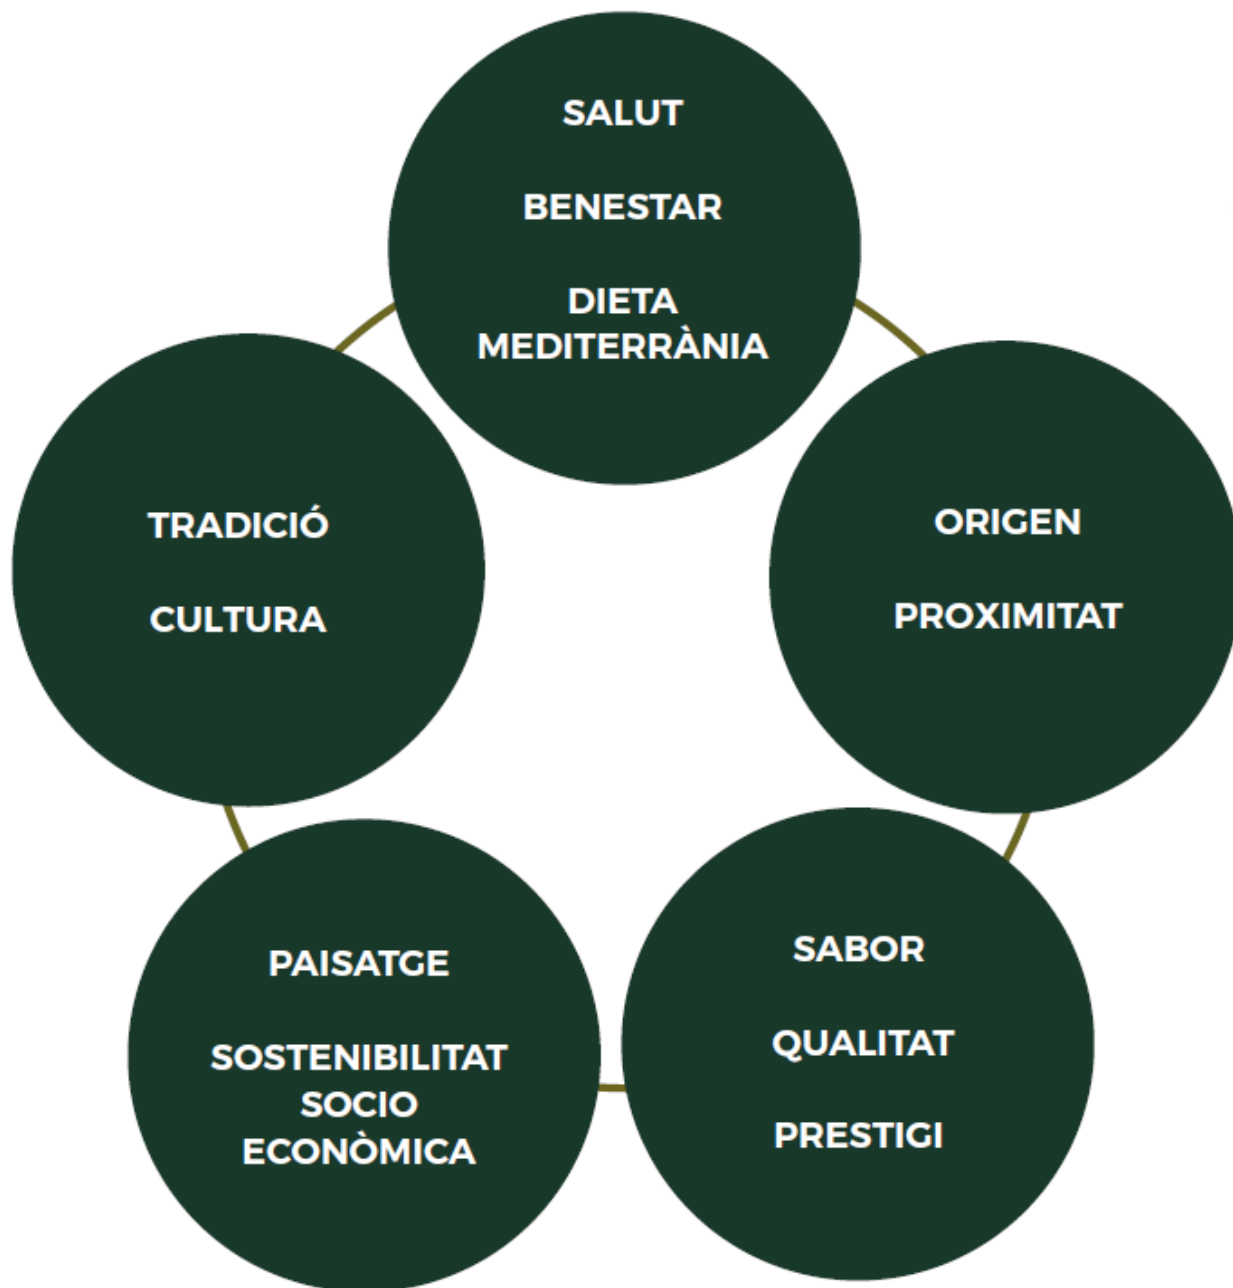 SALUT
BENESTAR
DIETA
MEDITERRÀNIA
ORIGEN
PROXIMITAT
SABOR
QUALITAT
PRESTIGI
PAISATGE
SOSTENIBILITAT
SOCIO
ECONÒMICA
TRADICIÓ
CULTURA